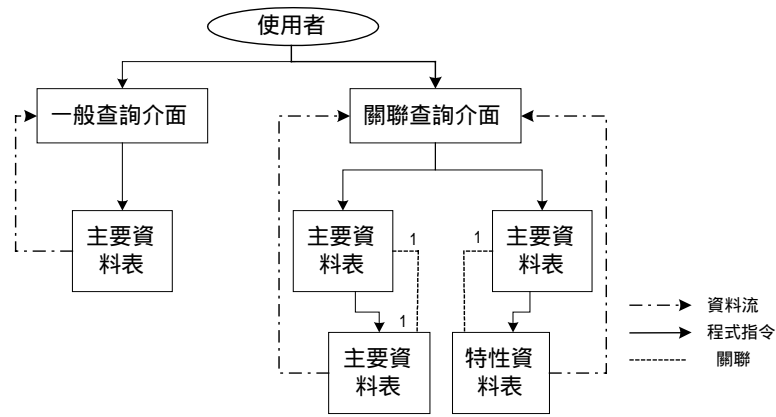 使用者
一般查詢介面
關聯查詢介面
主要資
料表
主要資
料表
1
1
主要資
料表
1
主要資
料表
特性資
料表
資料流
程式指令
關聯